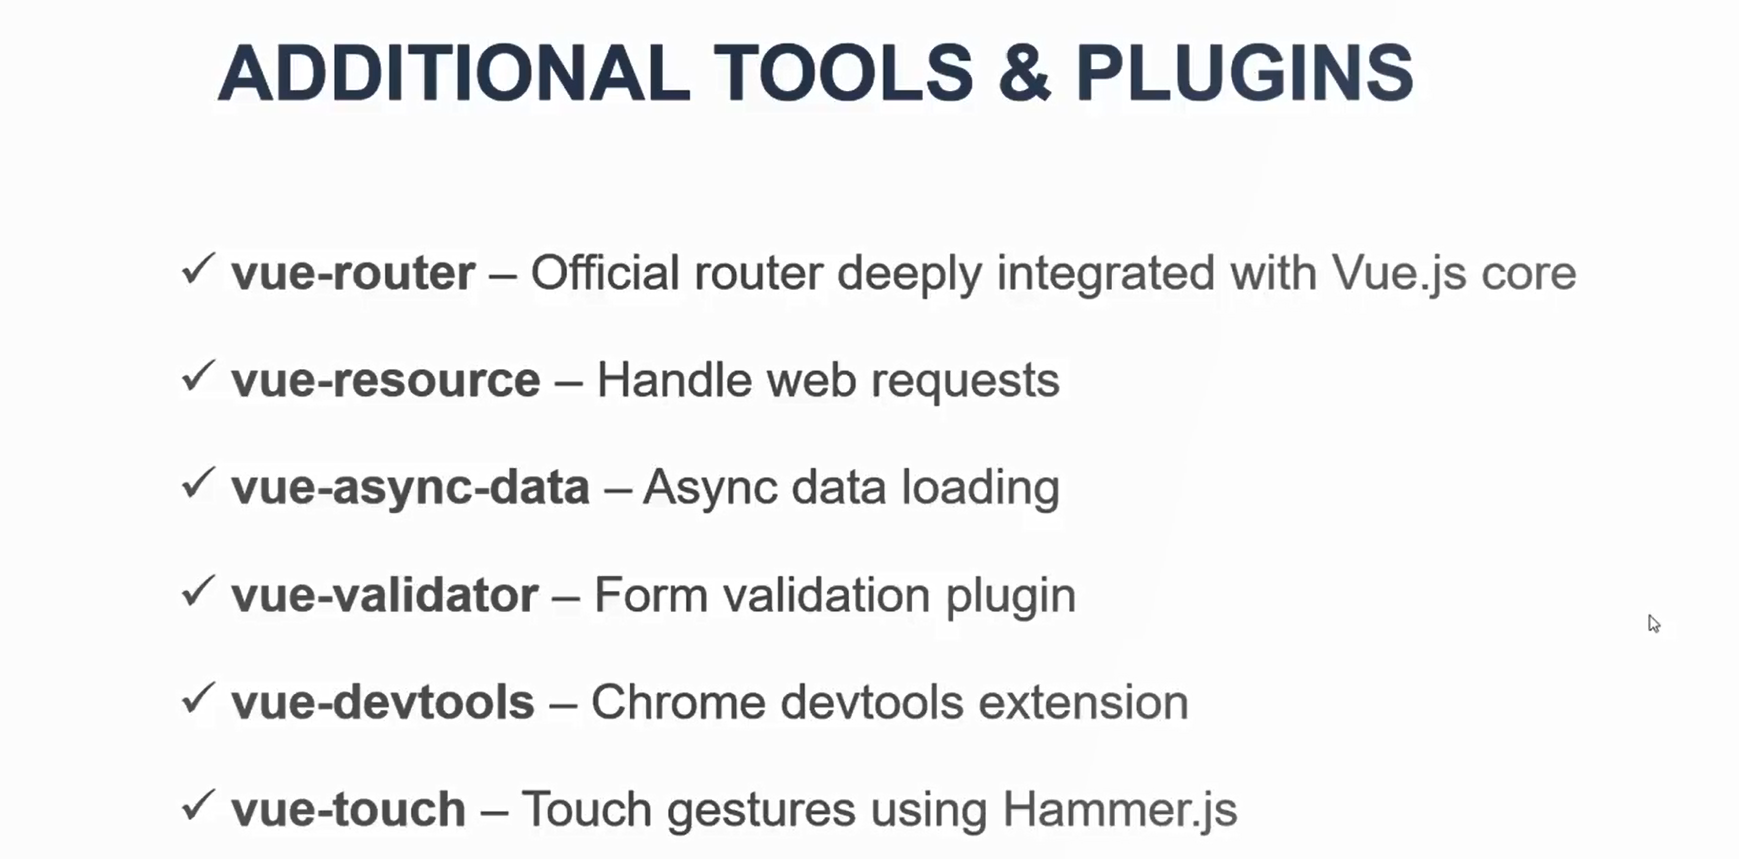 ADDITIONAL TOOLS & PLUGINS
✓ vue-router – Official router deeply integrated with Vue.js core
✓ vue-resource – Handle web requests
✓ vue-async-data – Async data loading
✓ vue-validator – Form validation plugin
✓ vue-devtools – Chrome devtools extension
✓ vue-touch – Touch gestures using Hammer.js